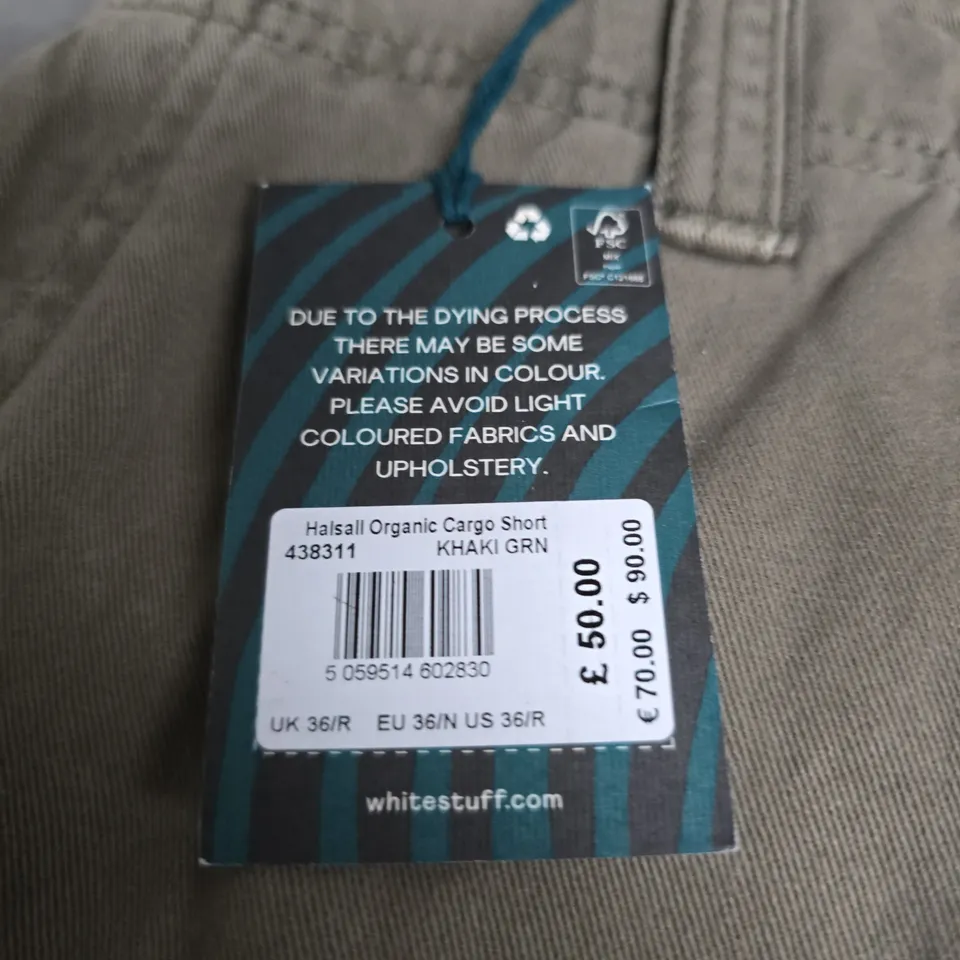 FSC
MIX
DUE TO THE DYING PROCESS
THERE MAY BE SOME
VARIATIONS IN COLOUR.
PLEASE AVOID LIGHT
COLOURED FABRICS AND
UPHOLSTERY.
Halsall Organic Cargo Short
438311 KHAKI GRN
5 059514 602830
£ 50.00
€ 70.00 $ 90.00
UK 36/R EU 36/N US 36/R
whitestuff.com